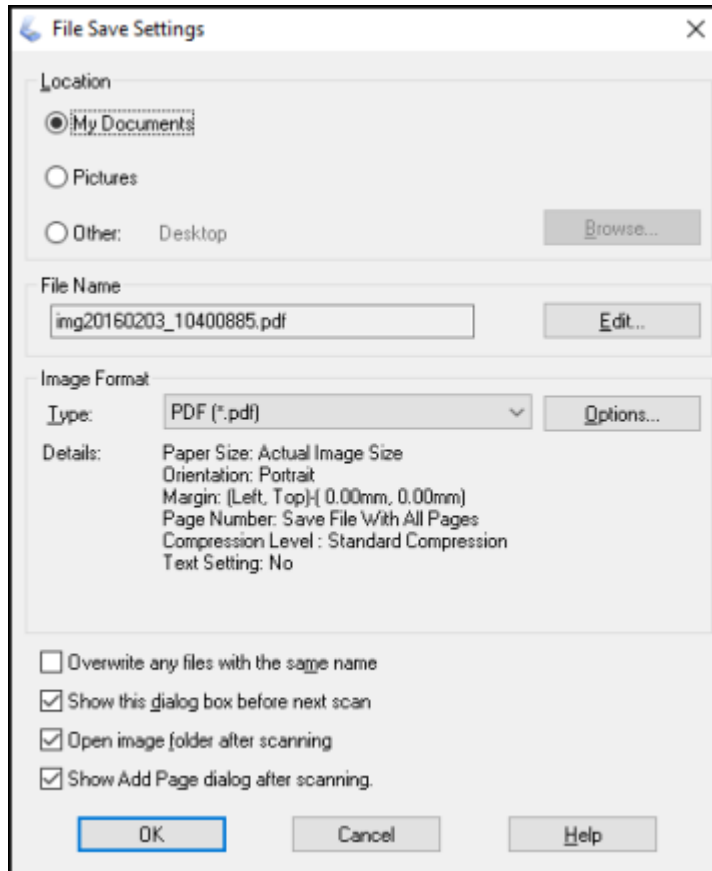 File Save Settings
Location
My Documents
Pictures
Other: Desktop Browse...
File Name
img20160203_10400885.pdf Edit...
Image Format
Type: PDF (*.pdf) Options...
Details: Paper Size: Actual Image Size
Orientation: Portrait
Margin: (Left, Top)-( 0.00mm, 0.00mm)
Page Number: Save File With All Pages
Compression Level : Standard Compression
Text Setting: No
Overwrite any files with the same name
Show this dialog box before next scan
Open image folder after scanning
Show Add Page dialog after scanning.
OK Cancel Help